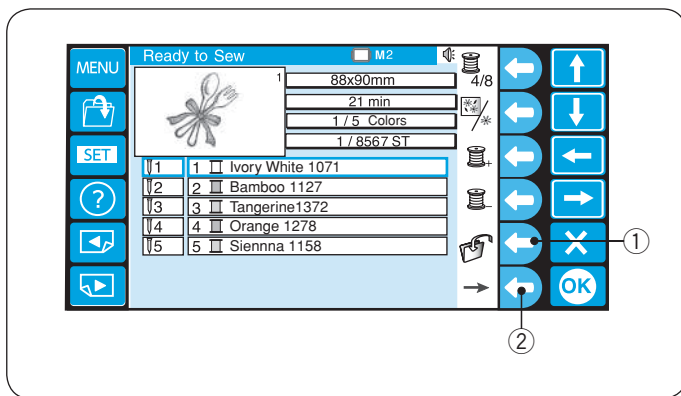 MENU
Ready to Sew M2
1
88x90mm
4/8
21 min
1 / 5 Colors
1 / 8567 ST
SET
1 1 Ivory White 1071
2 2 Bamboo 1127
?
3 3 Tangerine1372
4 4 Orange 1278
5 5 Siennna 1158
+
−
OK
1
2